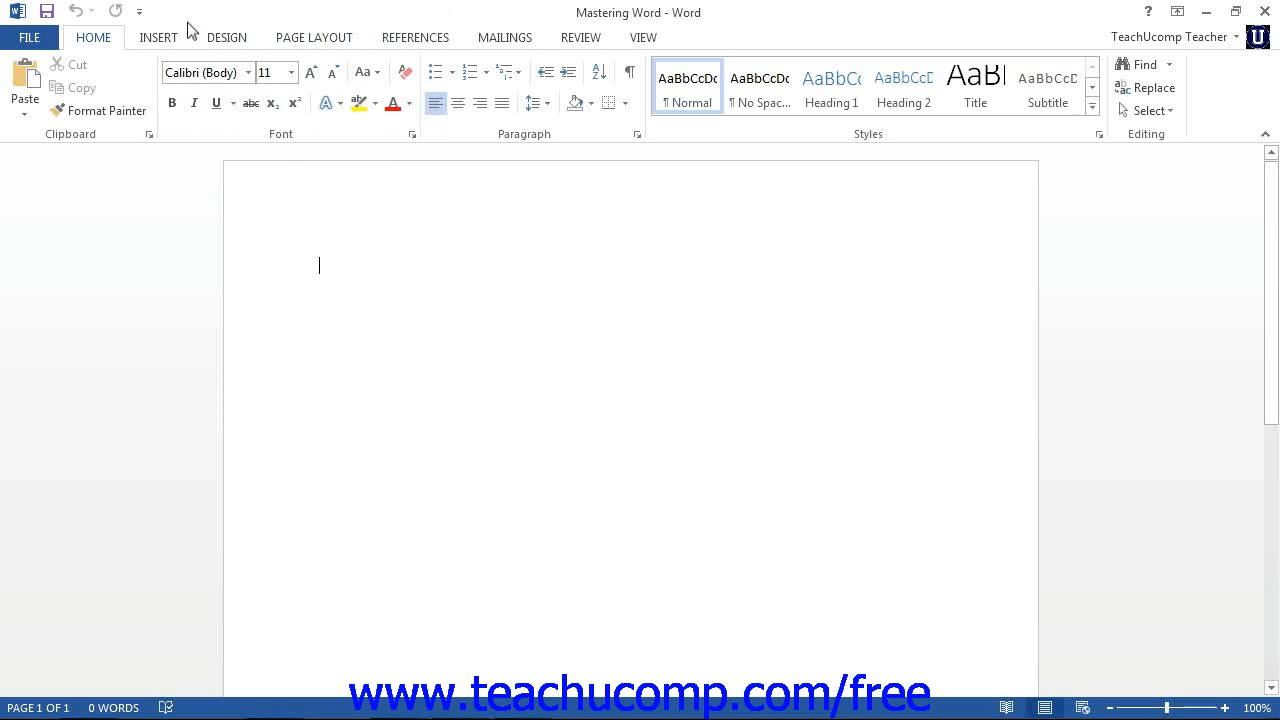 Mastering Word - Word
?
FILE HOME INSERT DESIGN PAGE LAYOUT REFERENCES MAILINGS REVIEW VIEW TeachUcomp Teacher U
Paste
Cut
Copy
Format Painter
Clipboard
Calibri (Body) 11 A A Aa
B I U abc x₂ x² A ab A
Font
A Z ¶
Paragraph
AaBbCcDc AaBbCcDc AaBbCc AaBbCcD AaB AaBbCcD
¶ Normal ¶ No Spac... Heading 1 Heading 2 Title Subtitle
Styles
Find
Replace
Select
Editing
www.teachucomp.com/free
PAGE 1 OF 1 0 WORDS 100%